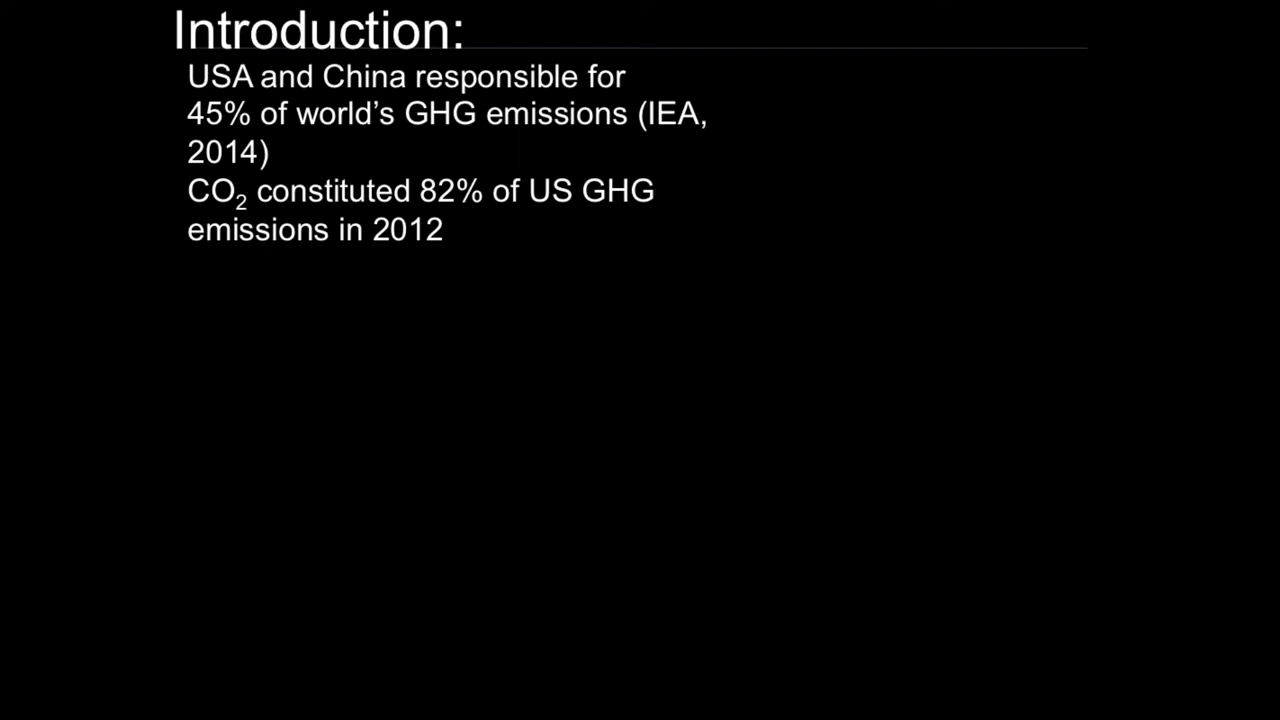 Introduction:
USA and China responsible for
45% of world’s GHG emissions (IEA,
2014)
CO₂ constituted 82% of US GHG
emissions in 2012